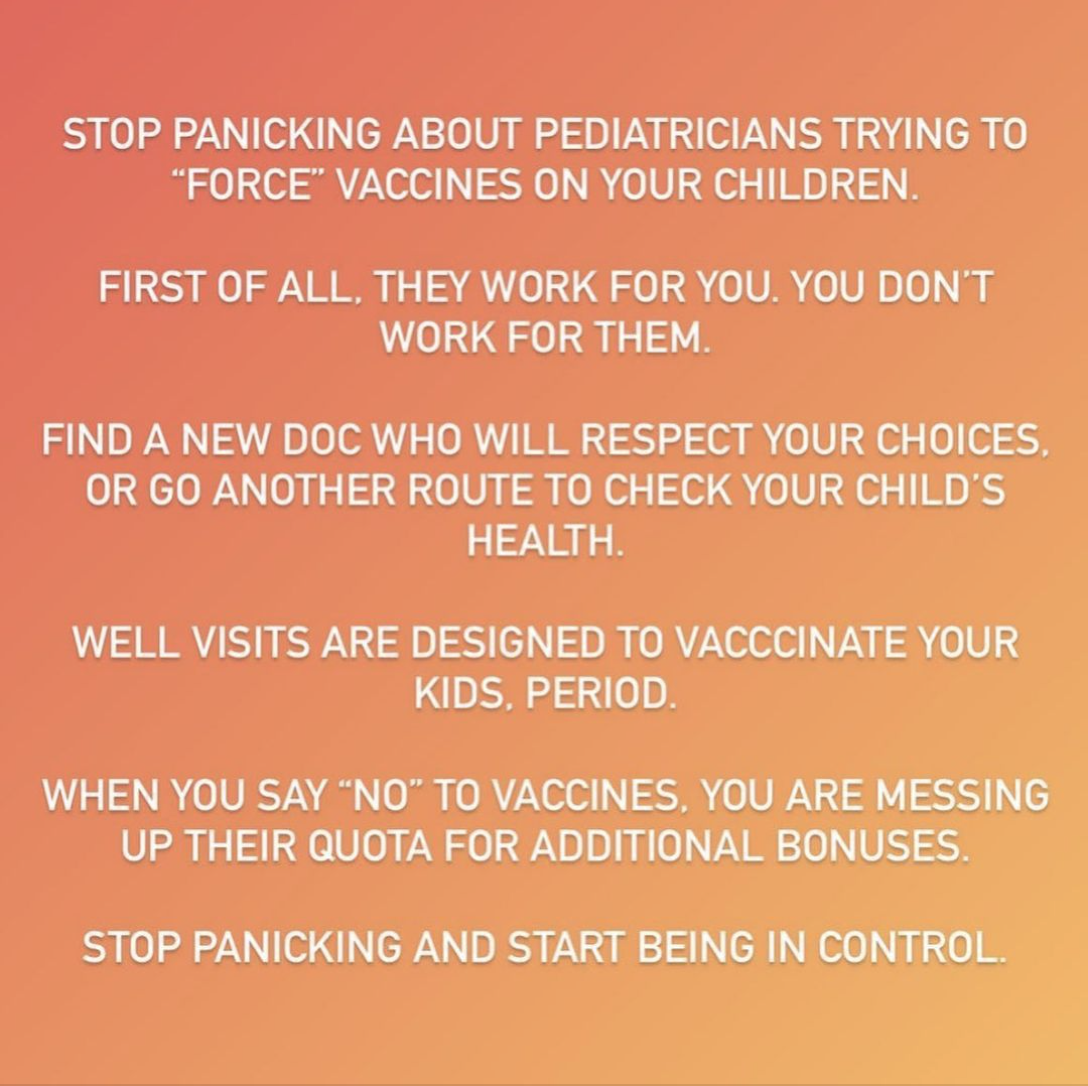 STOP PANICKING ABOUT PEDIATRICIANS TRYING TO
“FORCE” VACCINES ON YOUR CHILDREN.
FIRST OF ALL, THEY WORK FOR YOU. YOU DON’T
WORK FOR THEM.
FIND A NEW DOC WHO WILL RESPECT YOUR CHOICES,
OR GO ANOTHER ROUTE TO CHECK YOUR CHILD’S
HEALTH.
WELL VISITS ARE DESIGNED TO VACCCINATE YOUR
KIDS, PERIOD.
WHEN YOU SAY “NO” TO VACCINES, YOU ARE MESSING
UP THEIR QUOTA FOR ADDITIONAL BONUSES.
STOP PANICKING AND START BEING IN CONTROL.